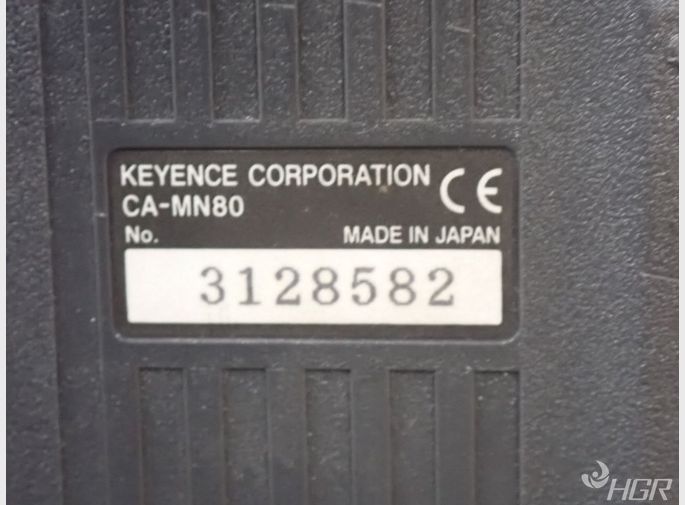 KEYENCE CORPORATION CE
CA-MN80
No. MADE IN JAPAN
3128582
HGR